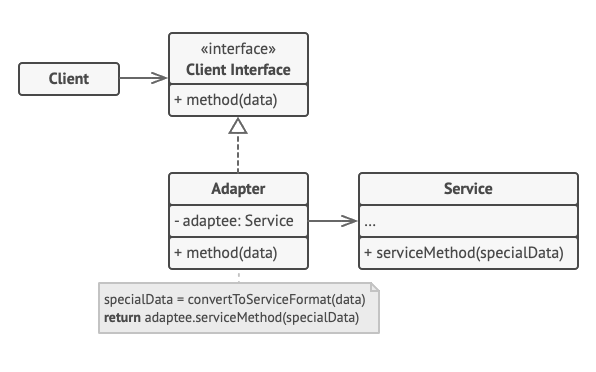 Client
«interface»
Client Interface
+ method(data)
Adapter
- adaptee: Service
+ method(data)
Service
...
+ serviceMethod(specialData)
specialData = convertToServiceFormat(data)
return adaptee.serviceMethod(specialData)